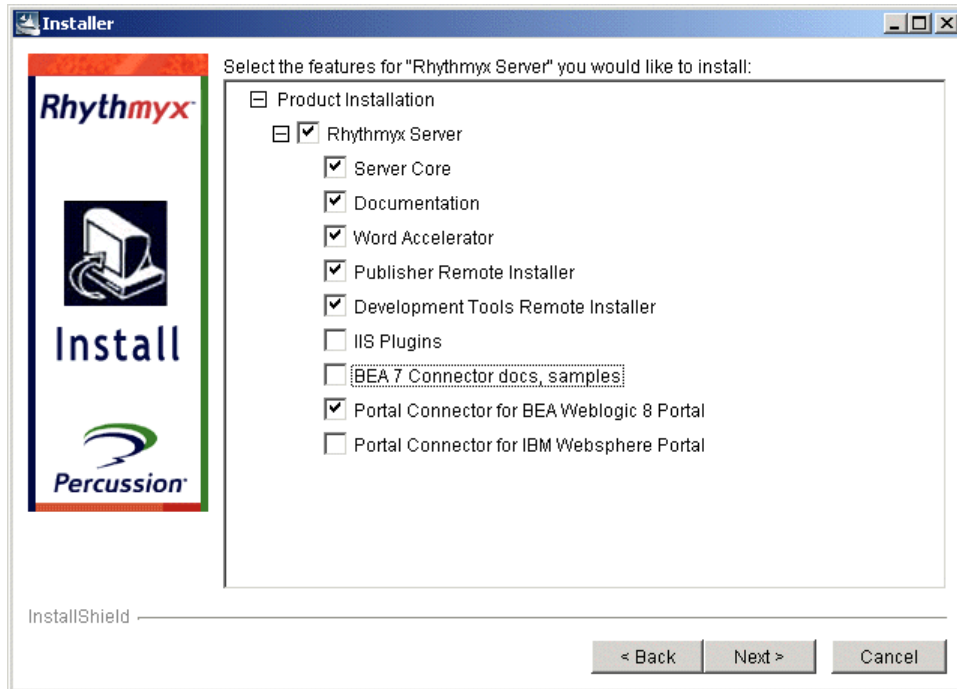 Installer
Select the features for "Rhythmyx Server" you would like to install:
Rhythmyx
Product Installation
Rhythmyx Server
Server Core
Documentation
Word Accelerator
Publisher Remote Installer
Development Tools Remote Installer
Install
IIS Plugins
BEA 7 Connector docs, samples
Portal Connector for BEA Weblogic 8 Portal
Portal Connector for IBM Websphere Portal
Percussion
InstallShield
< Back
Next >
Cancel